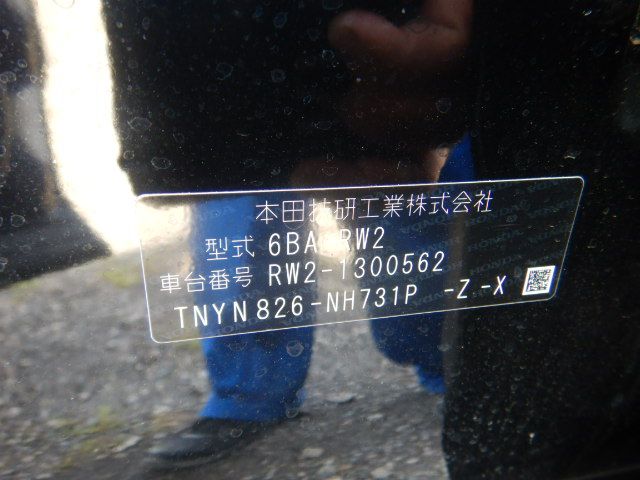 本田技研工業株式会社
型式 6BA-RW2
車台番号 RW2-1300562
TNYN826-NH731P -Z-X